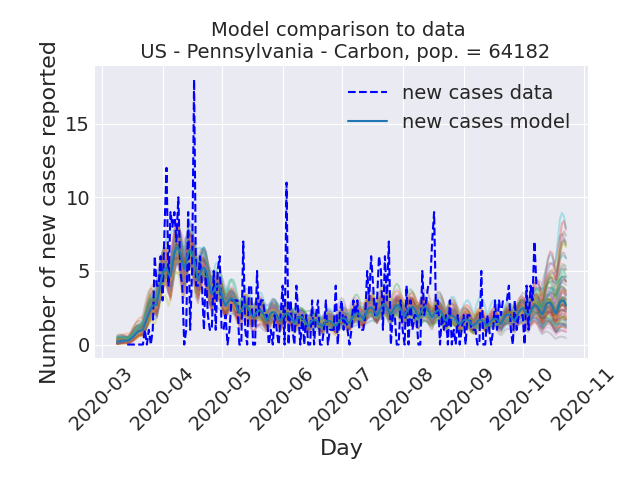 Model comparison to data
US - Pennsylvania - Carbon, pop. = 64182
new cases data
new cases model
Number of new cases reported
15
10
5
0
2020-03
2020-04
2020-05
2020-06
2020-07
2020-08
2020-09
2020-10
2020-11
Day